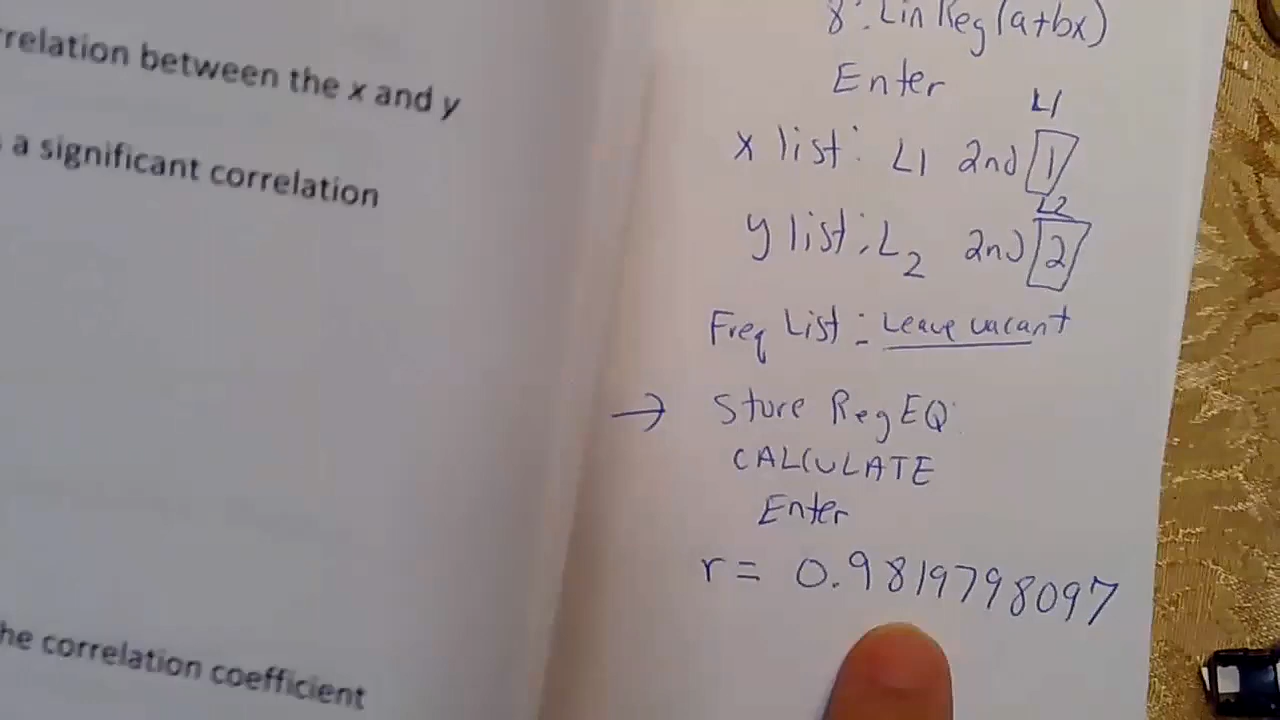 rrelation between the x and y
a significant correlation
he correlation coefficient
8: LinReg(a+bx)
Enter
L1
x list: L1 2nd 1
L2
y list: L2 2nd 2
Freq List: Leave vacant
→ Store RegEQ
CALCULATE
Enter
r = 0.9819798097